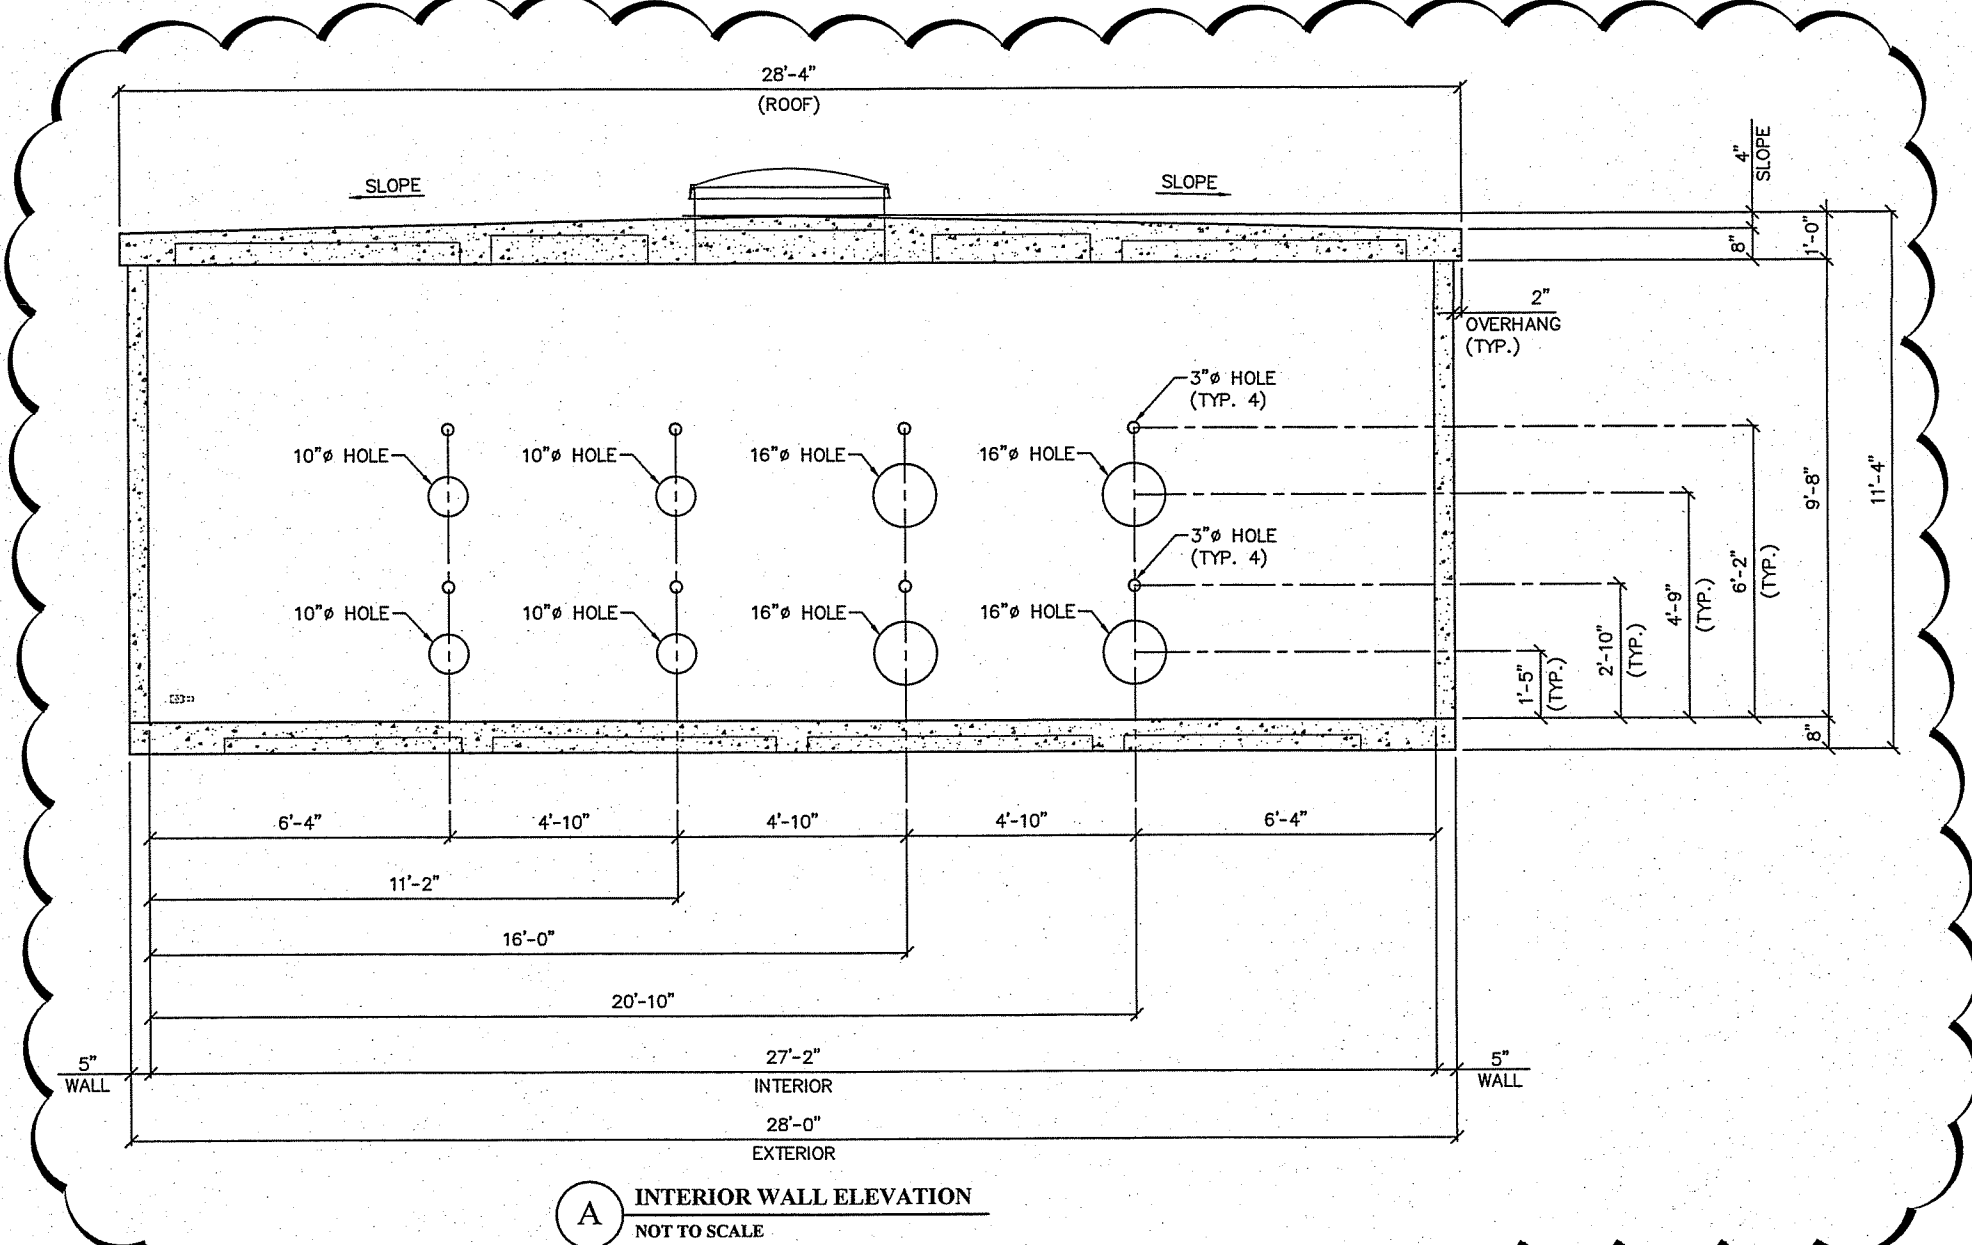 28'-4"
(ROOF)
4"
SLOPE
SLOPE
SLOPE
8"
1'-0"
2"
OVERHANG
(TYP.)
3"ø HOLE
(TYP. 4)
10"ø HOLE
10"ø HOLE
16"ø HOLE
16"ø HOLE
9'-8"
11'-4"
3"ø HOLE
(TYP. 4)
6'-2"
(TYP.)
4'-9"
(TYP.)
10"ø HOLE
10"ø HOLE
16"ø HOLE
16"ø HOLE
2'-10"
(TYP.)
1'-5"
(TYP.)
8"
6'-4"
4'-10"
4'-10"
4'-10"
6'-4"
11'-2"
16'-0"
20'-10"
5"
WALL
27'-2"
INTERIOR
5"
WALL
28'-0"
EXTERIOR
A
INTERIOR WALL ELEVATION
NOT TO SCALE